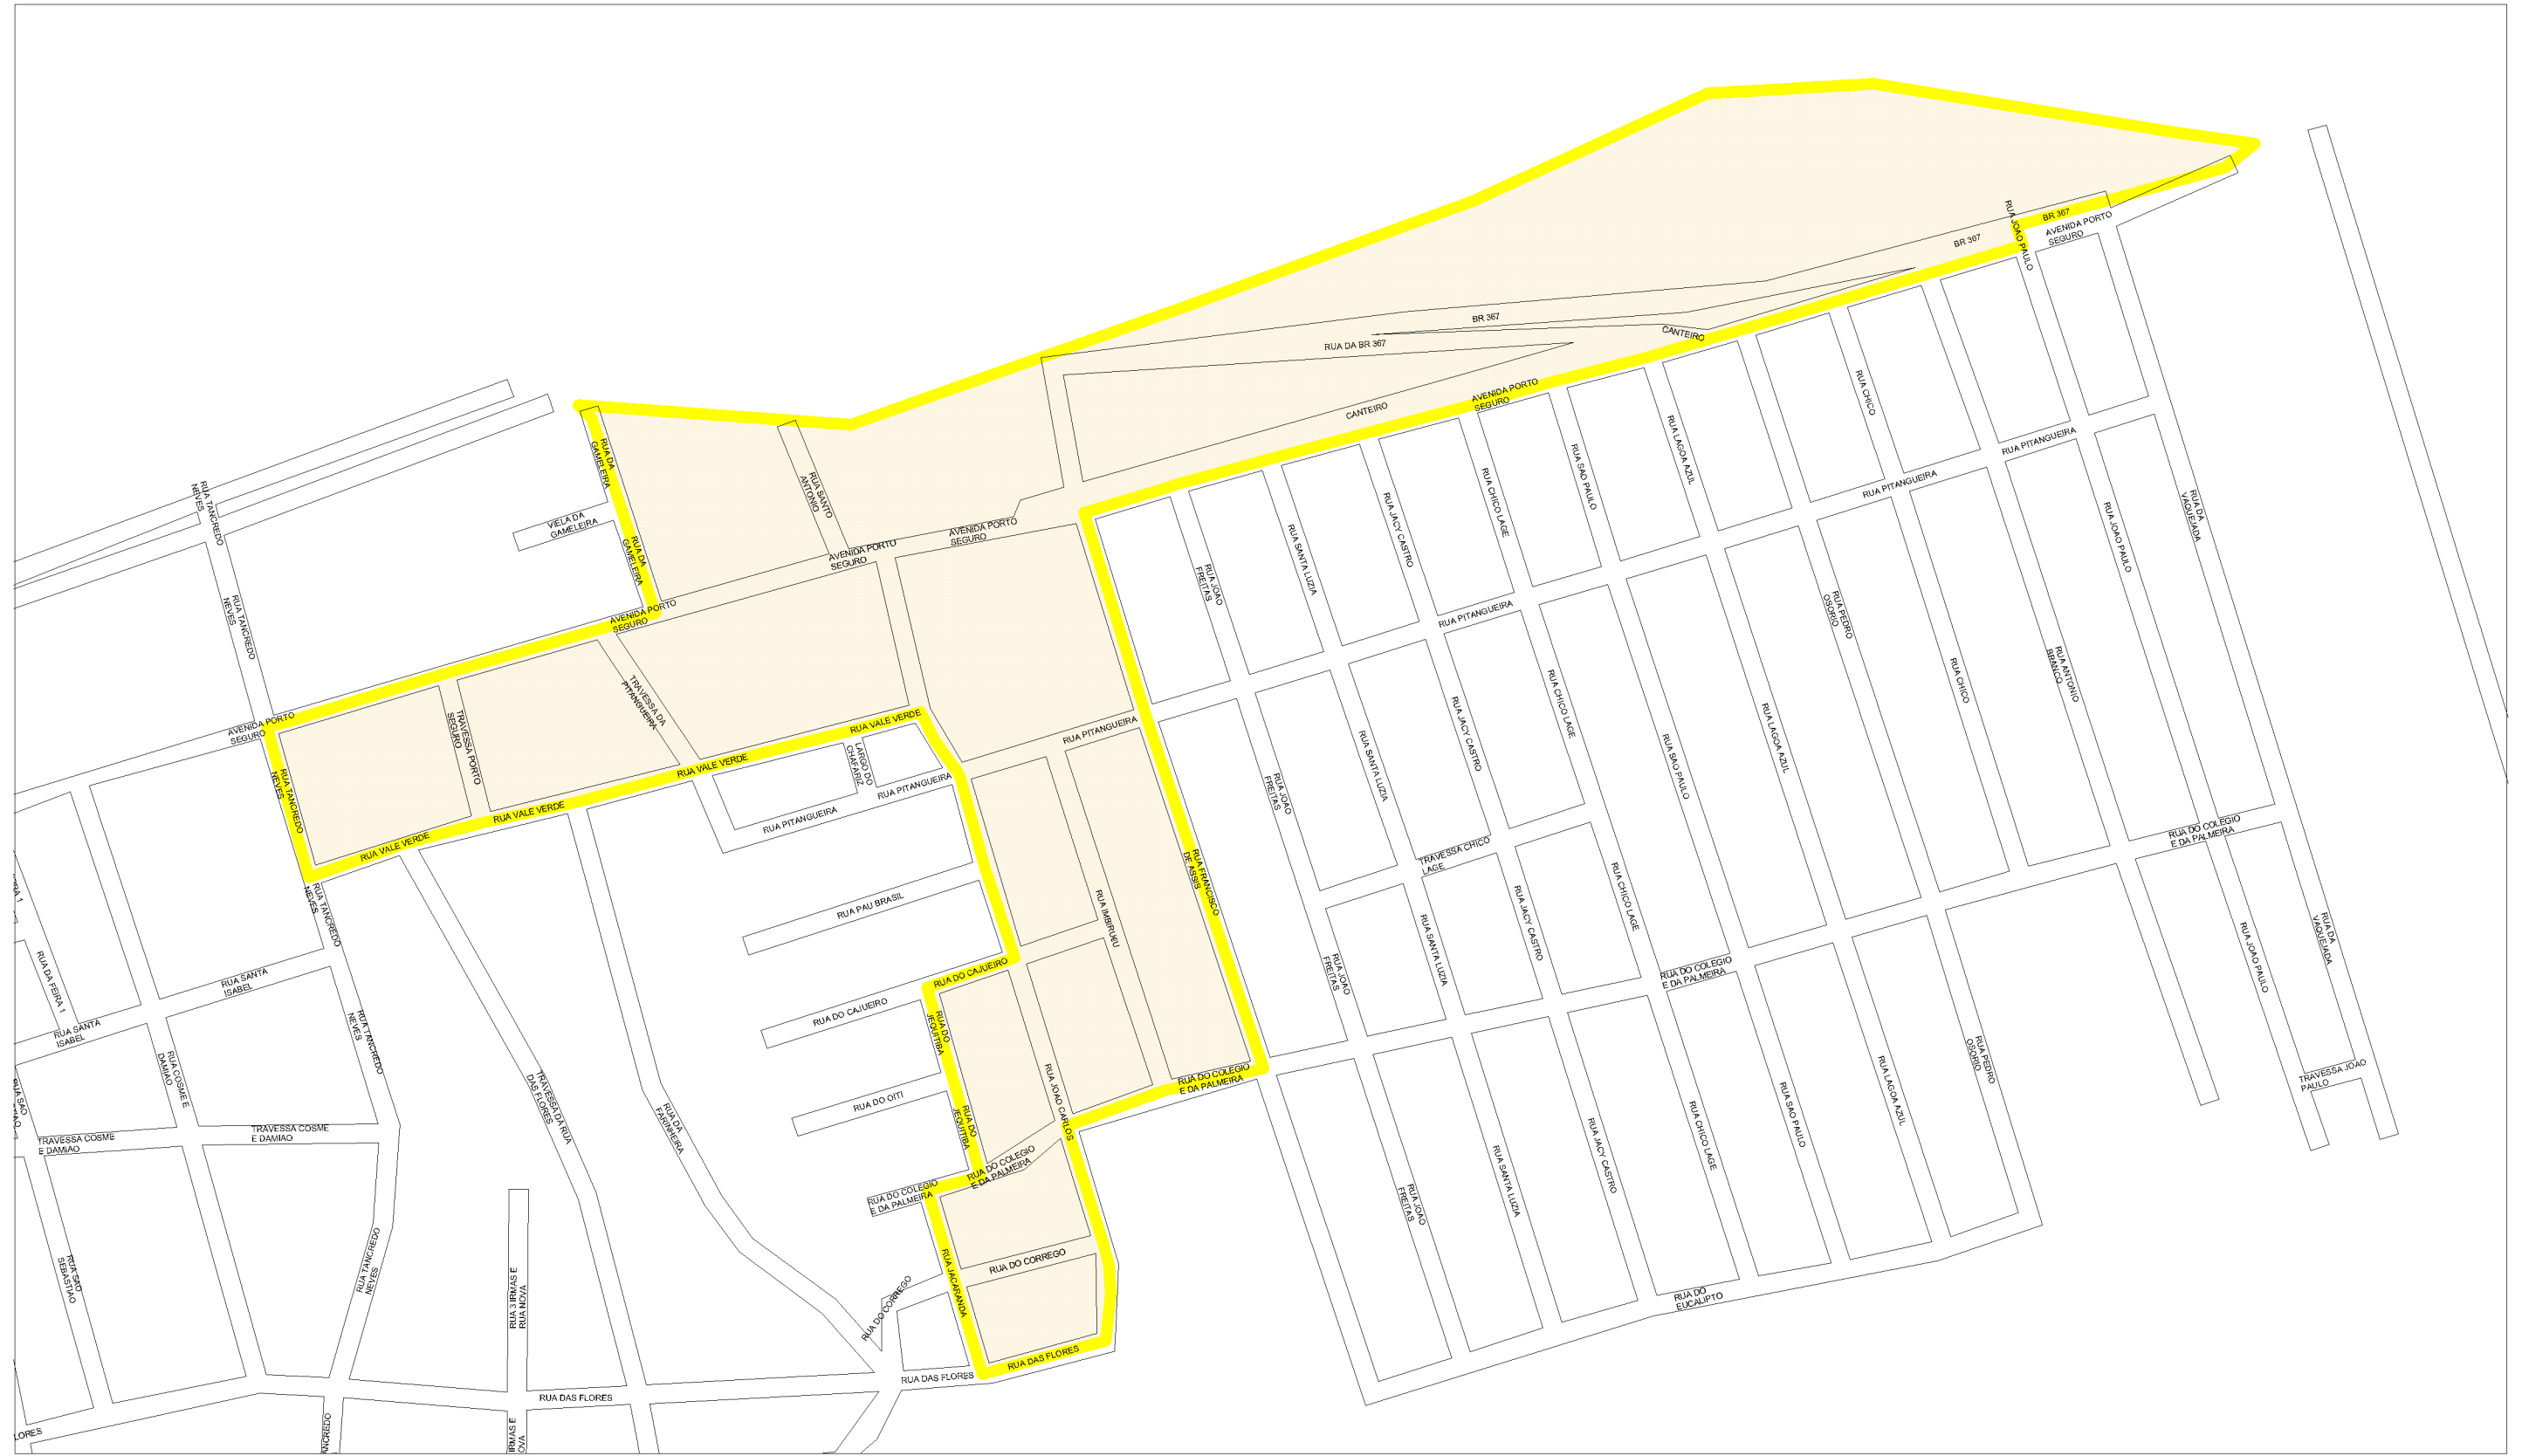 RUA JOAO PAULO
BR 367
AVENIDA PORTO
SEGURO
BR 367
BR 367
RUA DA BR 367
CANTEIRO
CANTEIRO
AVENIDA PORTO
SEGURO
RUA CHICO
RUA LAGOA AZUL
RUA SAO PAULO
RUA CHICO LAGE
RUA JACY CASTRO
RUA SANTA LUZIA
RUA JOAO
FREITAS
RUA PITANGUEIRA
RUA PITANGUEIRA
RUA PITANGUEIRA
RUA DA
VAQUEJADA
RUA JOAO PAULO
RUA DA
GAMELEIRA
RUA SANTO
ANTONIO
VIELA DA
GAMELEIRA
RUA DA
GAMELEIRA
RUA TANCREDO
NEVES
RUA TANCREDO
NEVES
AVENIDA PORTO
SEGURO
AVENIDA PORTO
SEGURO
AVENIDA PORTO
SEGURO
AVENIDA PORTO
SEGURO
TRAVESSA PORTO
SEGURO
TRAVESSA DA
PITANGUEIRA
RUA VALE VERDE
RUA VALE VERDE
RUA VALE VERDE
RUA VALE VERDE
RUA TANCREDO
NEVES
LARGO DO
CHAFARIZ
RUA PITANGUEIRA
RUA PITANGUEIRA
RUA PITANGUEIRA
RUA PEDRO
OSORIO
RUA CHICO
RUA ANTONIO
BRANCO
RUA LAGOA AZUL
RUA SAO PAULO
RUA CHICO LAGE
RUA JACY CASTRO
RUA SANTA LUZIA
RUA JOAO
FREITAS
RUA FRANCISCO
DE ASSIS
RUA IMBIRUCU
RUA PAU BRASIL
RUA DO CAJUEIRO
RUA DO CAJUEIRO
RUA DO
JEQUITIBA
RUA DO OITI
RUA DO
JEQUITIBA
RUA JOAO CARLOS
RUA DO COLEGIO
E DA PALMEIRA
RUA DO COLEGIO
E DA PALMEIRA
RUA DO COLEGIO
E DA PALMEIRA
RUA DO COLEGIO
E DA PALMEIRA
RUA DO COLEGIO
E DA PALMEIRA
TRAVESSA CHICO
LAGE
RUA CHICO LAGE
RUA JACY CASTRO
RUA SANTA LUZIA
RUA JOAO
FREITAS
RUA DA
VAQUEJADA
RUA JOAO PAULO
TRAVESSA JOAO
PAULO
RUA PEDRO
OSORIO
RUA LAGOA AZUL
RUA SAO PAULO
RUA CHICO LAGE
RUA JACY CASTRO
RUA SANTA LUZIA
RUA JOAO
FREITAS
RUA DO
EUCALIPTO
RUA TANCREDO
NEVES
RUA SANTA
ISABEL
RUA SANTA
ISABEL
RUA DA FEIRA 1
RUA TANCREDO
NEVES
RUA COSME E
DAMIAO
TRAVESSA COSME
E DAMIAO
TRAVESSA COSME
E DAMIAO
RUA SAO
SEBASTIAO
RUA TANCREDO
NEVES
TRAVESSA DA RUA
DAS FLORES
RUA DA
FARINHEIRA
RUA 3 IRMAS E
RUA NOVA
RUA DO CORREGO
RUA DO CORREGO
RUA JACARANDA
RUA DAS FLORES
RUA DAS FLORES
RUA DAS FLORES
LORES
ANCREDO
IRMAS E
OVA